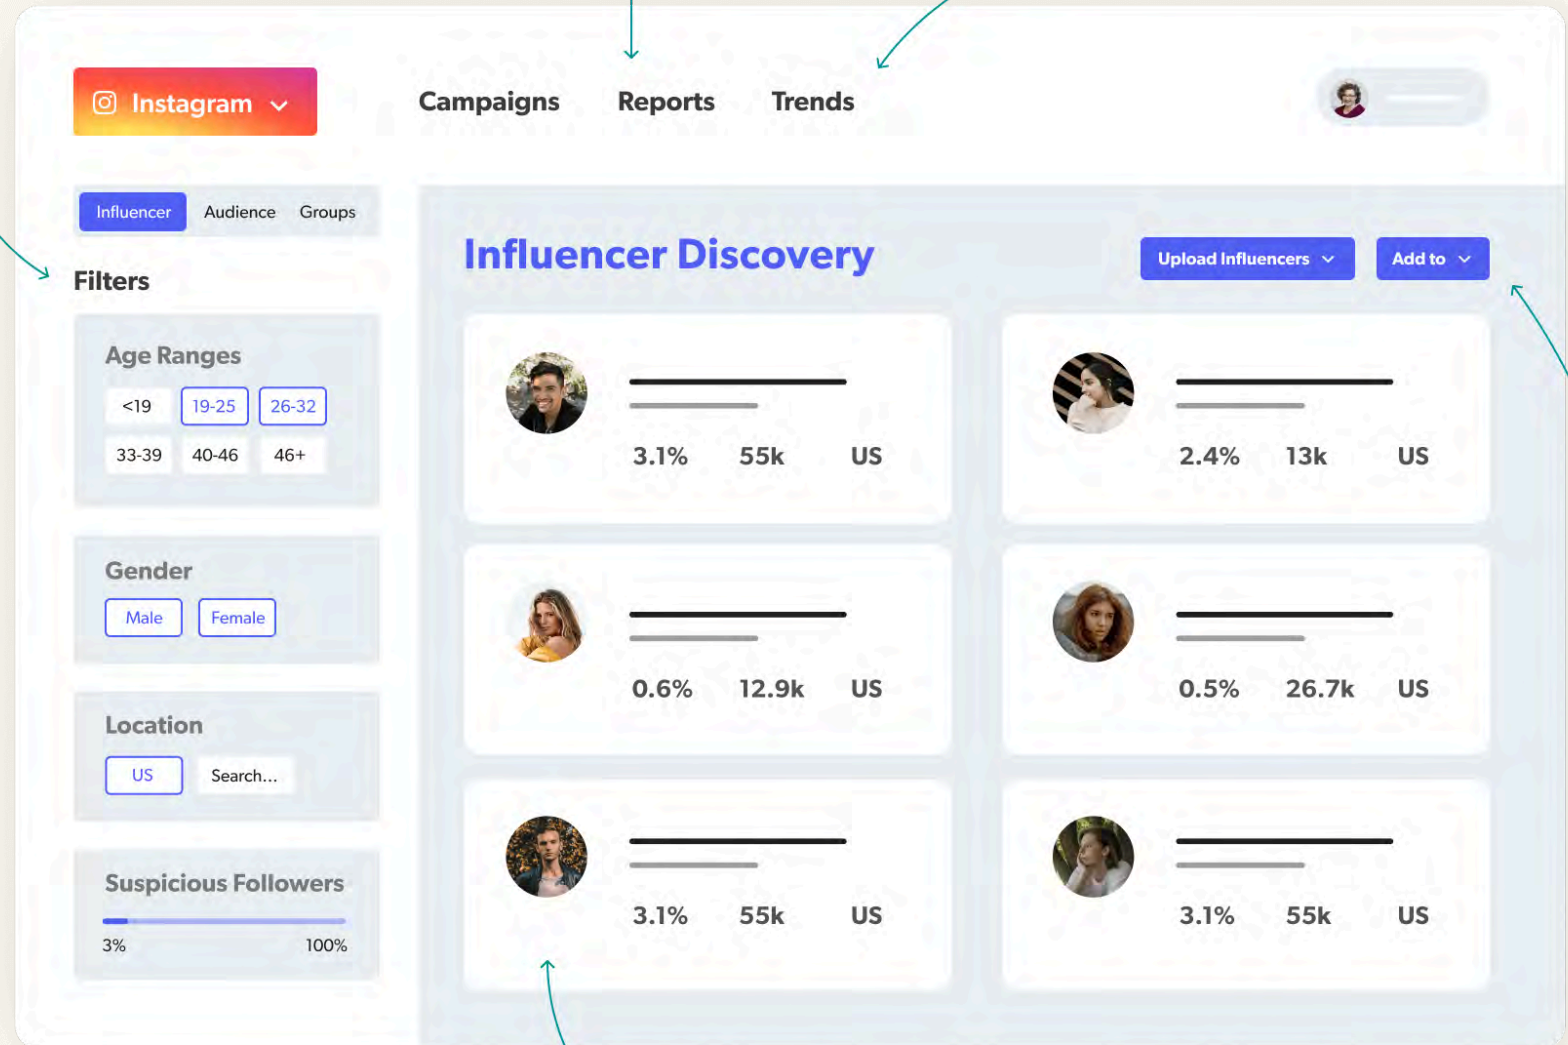 Instagram
Campaigns Reports Trends
Influencer Audience Groups
Filters
Age Ranges
<19 19-25 26-32
33-39 40-46 46+
Gender
Male Female
Location
US Search...
Suspicious Followers
3% 100%
Influencer Discovery
Upload Influencers Add to
3.1% 55k US
2.4% 13k US
0.6% 12.9k US
0.5% 26.7k US
3.1% 55k US
3.1% 55k US